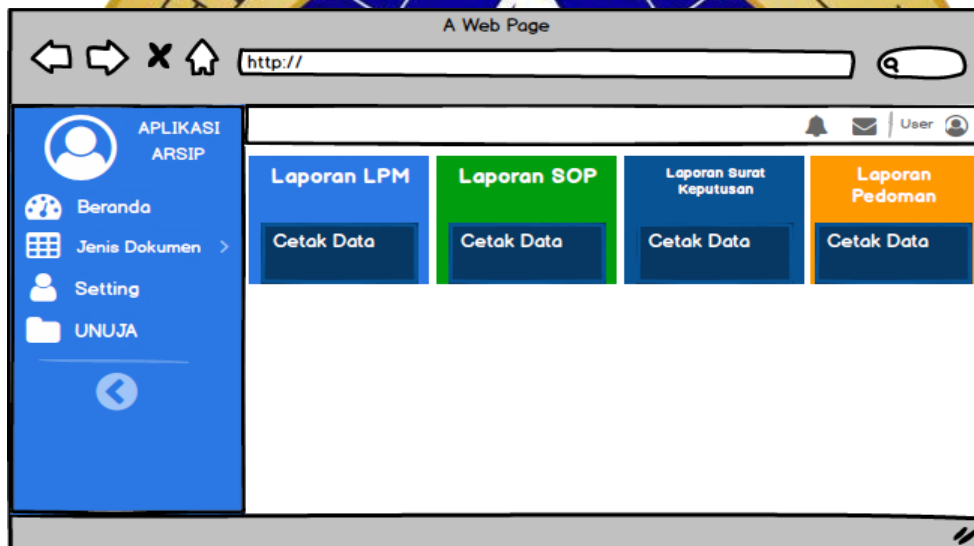 A Web Page
http://
APLIKASI
ARSIP
User
Beranda
Jenis Dokumen >
Setting
UNUJA
Laporan LPM
Cetak Data
Laporan SOP
Cetak Data
Laporan Surat
Keputusan
Cetak Data
Laporan
Pedoman
Cetak Data